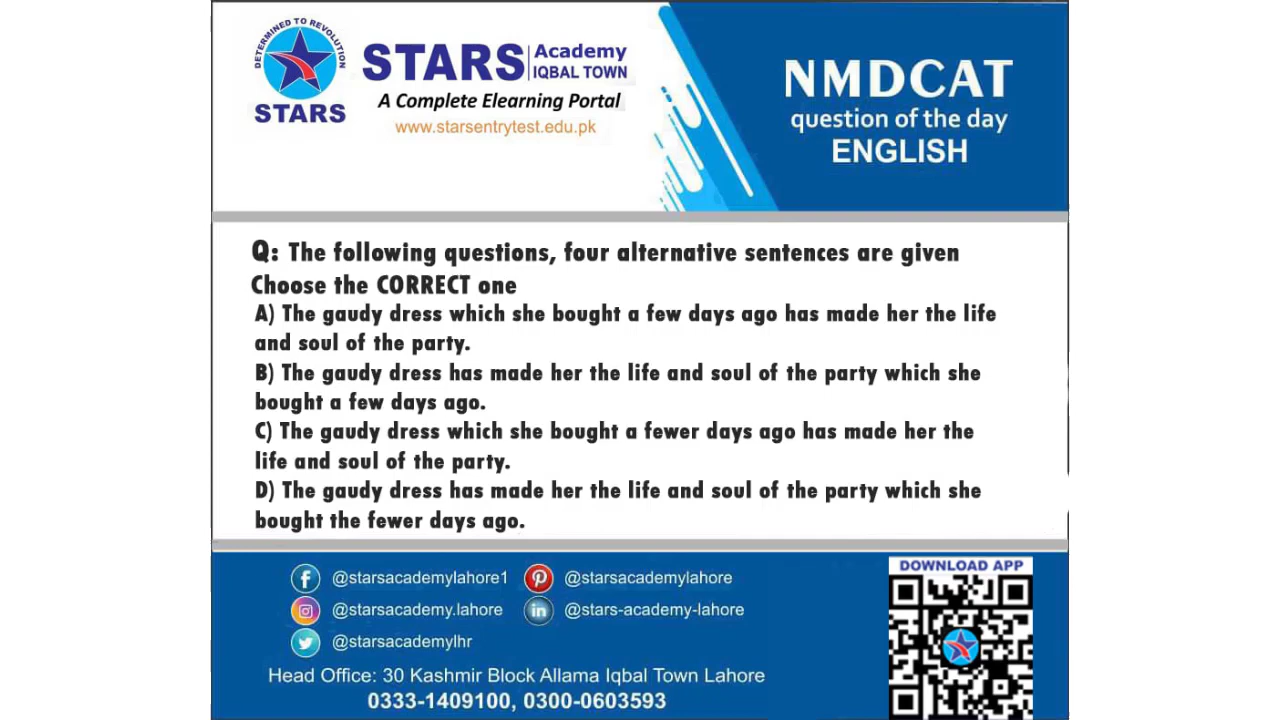 DETERMINED TO REVOLUTION
STARS
STARS Academy IQBAL TOWN
A Complete Elearning Portal
www.starsentrytest.edu.pk
NMDCAT
question of the day
ENGLISH
Q: The following questions, four alternative sentences are given
Choose the CORRECT one
A) The gaudy dress which she bought a few days ago has made her the life
and soul of the party.
B) The gaudy dress has made her the life and soul of the party which she
bought a few days ago.
C) The gaudy dress which she bought a fewer days ago has made her the
life and soul of the party.
D) The gaudy dress has made her the life and soul of the party which she
bought the fewer days ago.
@starsacademylahore1 @starsacademylahore
@starsacademy.lahore @stars-academy-lahore
@starsacademylhr
Head Office: 30 Kashmir Block Allama Iqbal Town Lahore
0333-1409100, 0300-0603593
DOWNLOAD APP